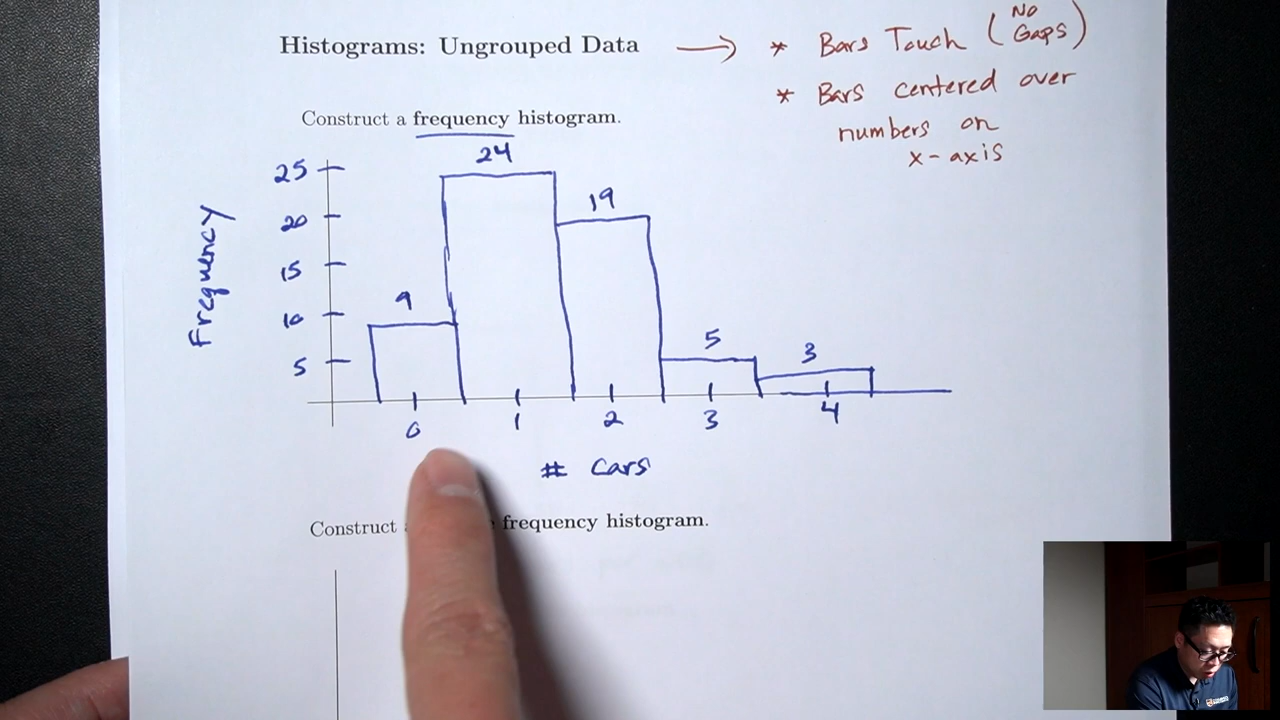 Histograms: Ungrouped Data → * Bars Touch (No Gaps)
* Bars centered over
numbers on
x-axis
Construct a frequency histogram.
Frequency
25
20
15
10
5
9
24
19
5
3
0 1 2 3 4
# Cars
Construct frequency histogram.